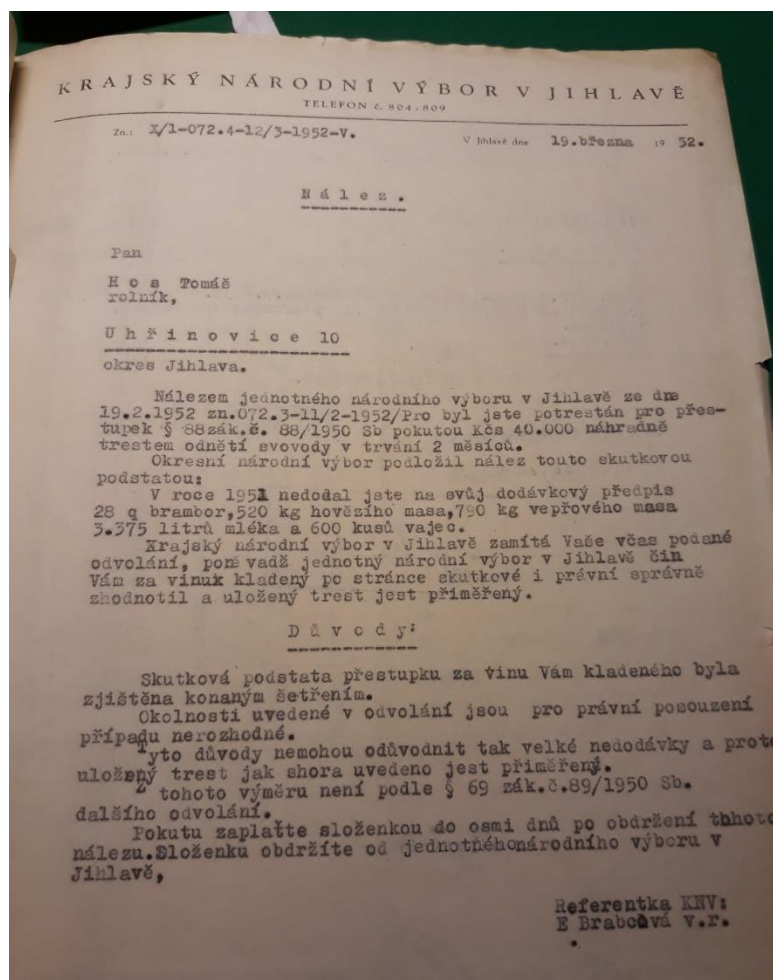 KRAJSKÝ NÁRODNÍ VÝBOR V JIHLAVĚ
TELEFON č. 804-809
Zn.: X/1-072.4-12/3-1952-V. V Jihlavě dne 19.března 19 52.
N á l e z .
Pan
H o s Tomáš
rolník,
U h ř i n o v i c e 10
okres Jihlava.
Nálezem jednotného národního výboru v Jihlavě ze dne
19.2.1952 zn.072.3-11/2-1952/Pro byl jste potrestán pro přes-
tupek § 88zák.č. 88/1950 Sb pokutou Kčs 40.000 náhradně
trestem odnětí svovody v trvání 2 měsíců.
Okresní národní výbor podložil nález touto skutkovou
podstatou:
V roce 1951 nedodal jste na svůj dodávkový předpis
28 q brambor,520 kg hovězího masa,790 kg vepřového masa
3.375 litrů mléka a 600 kusů vajec.
Krajský národní výbor v Jihlavě zamítá Vaše včas podané
odvolání, poněvadž jednotný národní výbor v Jihlavě čin
Vám za vinuk kladený po stránce skutkové i právní správně
zhodnotil a uložený trest jest přiměřený.
D ů v o d y :
Skutková podstata přestupku za vinu Vám kladeného byla
zjištěna konaným šetřením.
Okolnosti uvedené v odvolání jsou pro právní posouzení
případu nerozhodné.
Tyto důvody nemohou odůvodnit tak velké nedodávky a proto
uložený trest jak shora uvedeno jest přiměřený.
Z tohoto výměru není podle § 69 zák.č.89/1950 Sb.
dalšího odvolání.
Pokutu zaplaťte složenkou do osmi dnů po obdržení thhoto
nálezu.Složenku obdržíte od jednotnéhonárodního výboru v
Jihlavě,
Referentka KNV:
E Brabcová v.r.